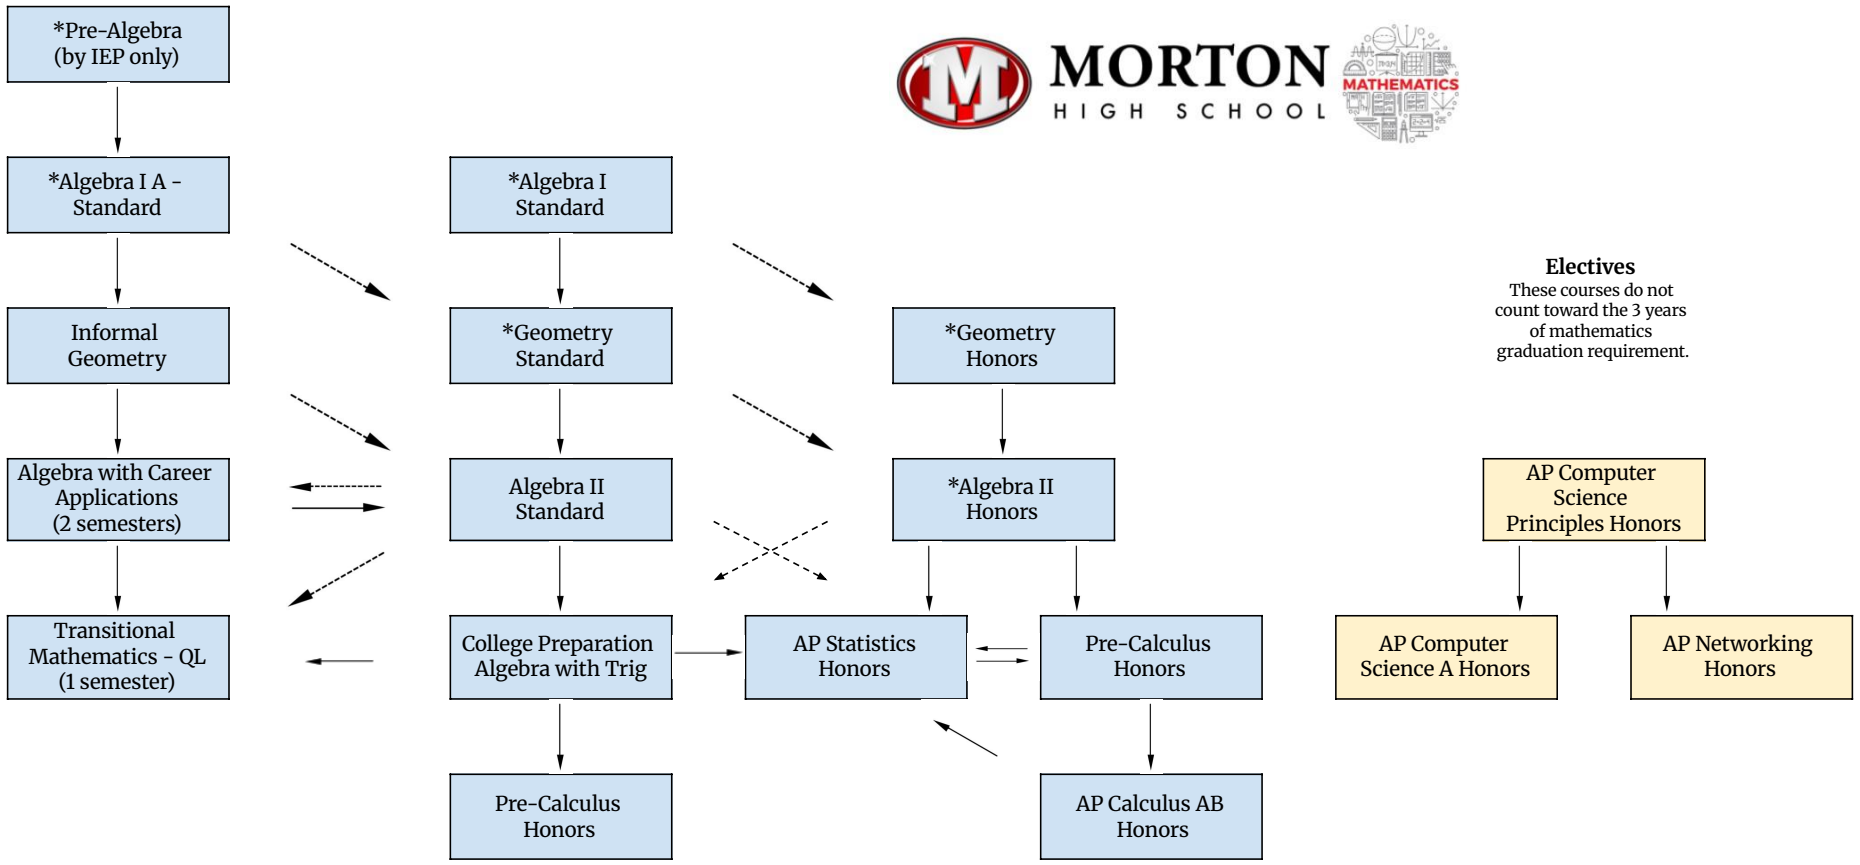 *Pre-Algebra
(by IEP only)
M
MORTON
HIGH SCHOOL
MATHEMATICS
*Algebra I A -
Standard
*Algebra I
Standard
Electives
These courses do not
count toward the 3 years
of mathematics
graduation requirement.
Informal
Geometry
*Geometry
Standard
*Geometry
Honors
Algebra with Career
Applications
(2 semesters)
Algebra II
Standard
*Algebra II
Honors
AP Computer
Science
Principles Honors
Transitional
Mathematics - QL
(1 semester)
College Preparation
Algebra with Trig
AP Statistics
Honors
Pre-Calculus
Honors
AP Computer
Science A Honors
AP Networking
Honors
Pre-Calculus
Honors
AP Calculus AB
Honors